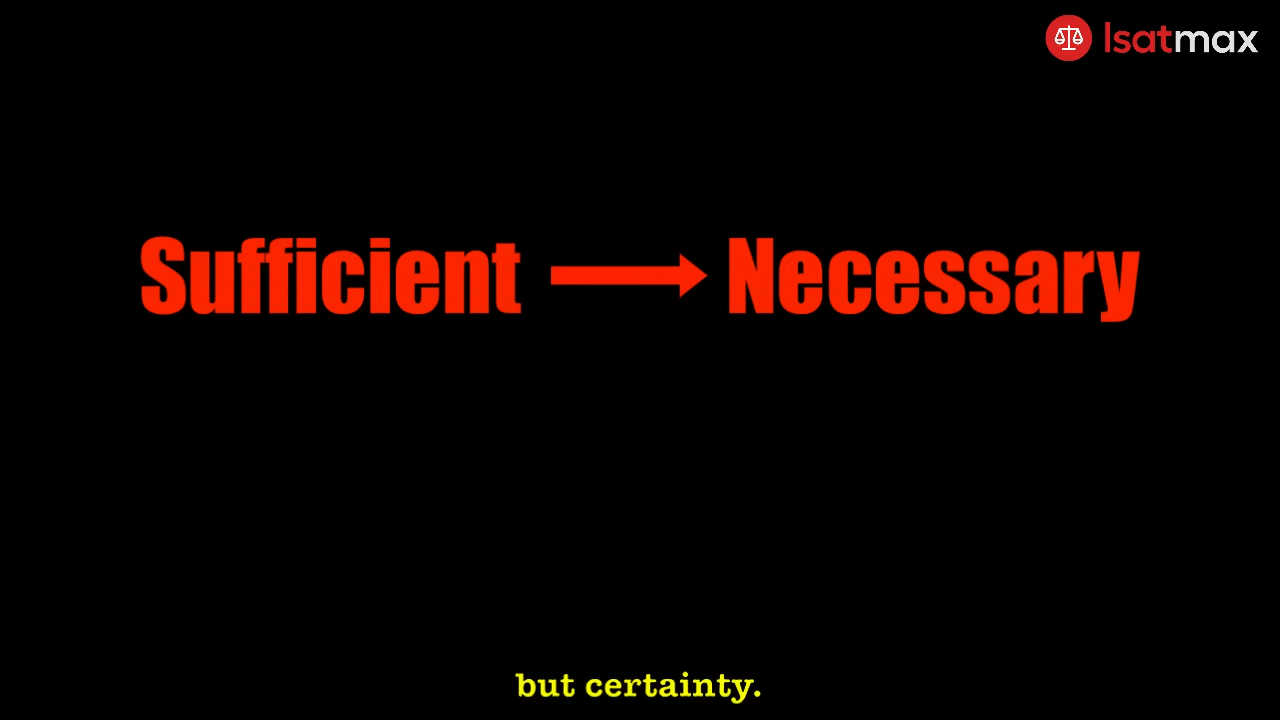 lsatmax
Sufficient → Necessary
but certainty.